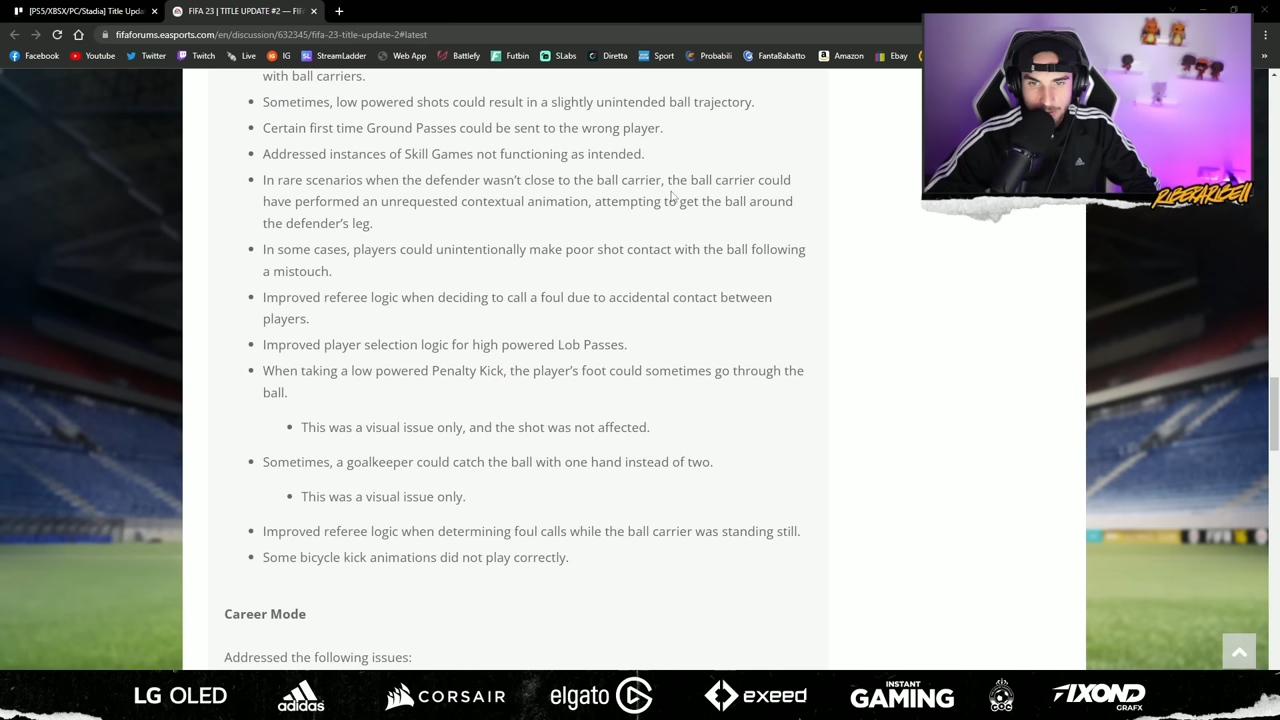 [PS5/XBSX/PC/Stadia] Title Updat
FIFA 23 | TITLE UPDATE #2 — FIF
fifaforums.easports.com/en/discussion/632345/fifa-23-title-update-2#latest
Facebook
Youtube
Twitter
Twitch
Live
IG
StreamLadder
Web App
Battlefy
Futbin
SLabs
Diretta
Sport
Probabili
FantaBabatto
Amazon
Ebay
Twitter
with ball carriers.
Sometimes, low powered shots could result in a slightly unintended ball trajectory.
Certain first time Ground Passes could be sent to the wrong player.
Addressed instances of Skill Games not functioning as intended.
In rare scenarios when the defender wasn't close to the ball carrier, the ball carrier could
have performed an unrequested contextual animation, attempting to get the ball around
the defender's leg.
In some cases, players could unintentionally make poor shot contact with the ball following
a mistouch.
Improved referee logic when deciding to call a foul due to accidental contact between
players.
Improved player selection logic for high powered Lob Passes.
When taking a low powered Penalty Kick, the player's foot could sometimes go through the
ball.
This was a visual issue only, and the shot was not affected.
Sometimes, a goalkeeper could catch the ball with one hand instead of two.
This was a visual issue only.
Improved referee logic when determining foul calls while the ball carrier was standing still.
Some bicycle kick animations did not play correctly.
Career Mode
Addressed the following issues:
adidas
RIBERARIBELL
LG OLED
adidas
CORSAIR
elgato
exeed
INSTANT
GAMING
FIXOND
GRAFX